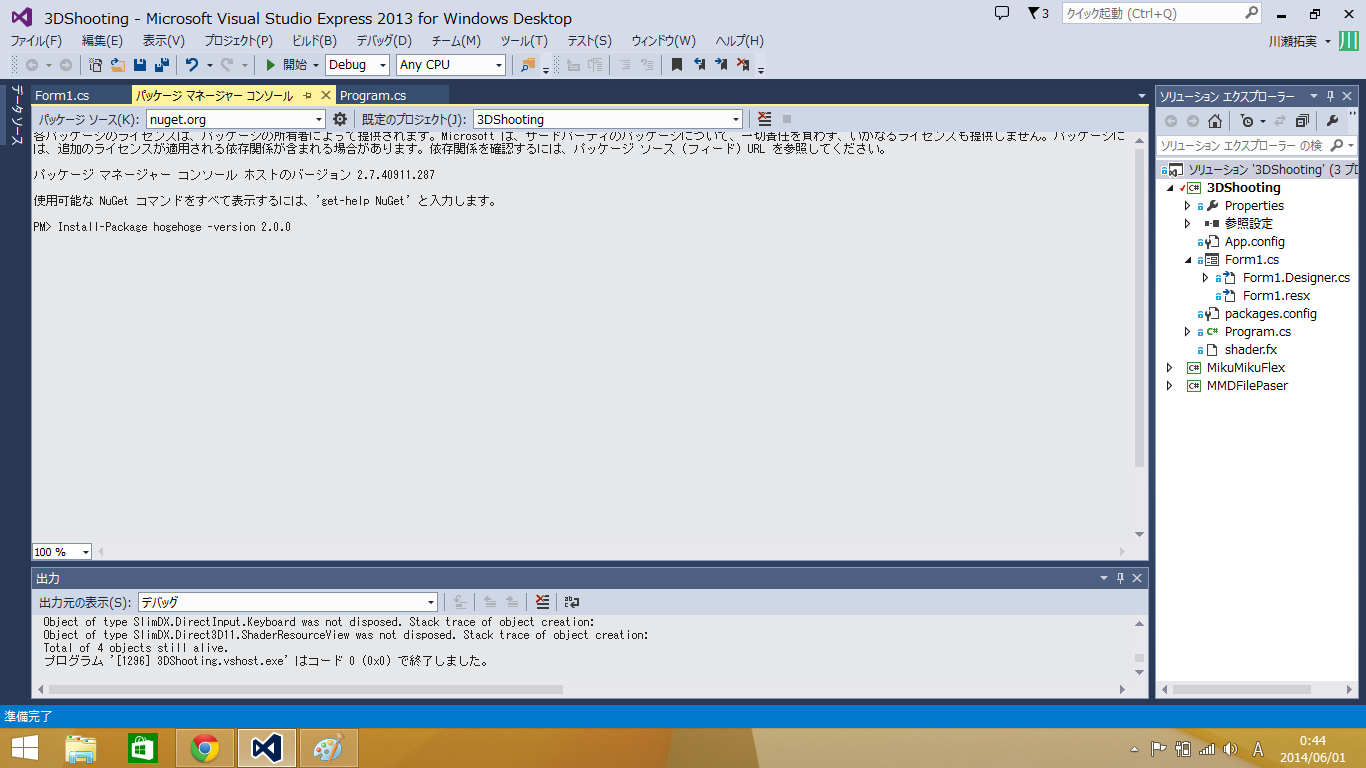 3DShooting - Microsoft Visual Studio Express 2013 for Windows Desktop
3
クイック起動 (Ctrl+Q)
ファイル(F) 編集(E) 表示(V) プロジェクト(P) ビルド(B) デバッグ(D) チーム(M) ツール(T) テスト(S) ウィンドウ(W) ヘルプ(H)
川瀬拓実
開始 Debug Any CPU
データ ソース
Form1.cs パッケージ マネージャー コンソール Program.cs
パッケージ ソース(K): nuget.org 既定のプロジェクト(J): 3DShooting
各パッケージのライセンスは、パッケージの所有者によって提供されます。Microsoft は、サードパーティのパッケージについて、一切責任を負わず、いかなるライセンスも提供しません。パッケージに
は、追加のライセンスが適用される依存関係が含まれる場合があります。依存関係を確認するには、パッケージ ソース (フィード) URL を参照してください。
パッケージ マネージャー コンソール ホストのバージョン 2.7.40911.287
使用可能な NuGet コマンドをすべて表示するには、'get-help NuGet' と入力します。
PM> Install-Package hogehoge -version 2.0.0
100 %
出力
出力元の表示(S): デバッグ
Object of type SlimDX.DirectInput.Keyboard was not disposed. Stack trace of object creation:
Object of type SlimDX.Direct3D11.ShaderResourceView was not disposed. Stack trace of object creation:
Total of 4 objects still alive.
プログラム '[1296] 3DShooting.vshost.exe' はコード 0 (0x0) で終了しました。
ソリューション エクスプローラー
ソリューション エクスプローラー の検
ソリューション '3DShooting' (3 プロ
3DShooting
Properties
参照設定
App.config
Form1.cs
Form1.Designer.cs
Form1.resx
packages.config
Program.cs
shader.fx
MikuMikuFlex
MMDFilePaser
準備完了
A
0:44
2014/06/01